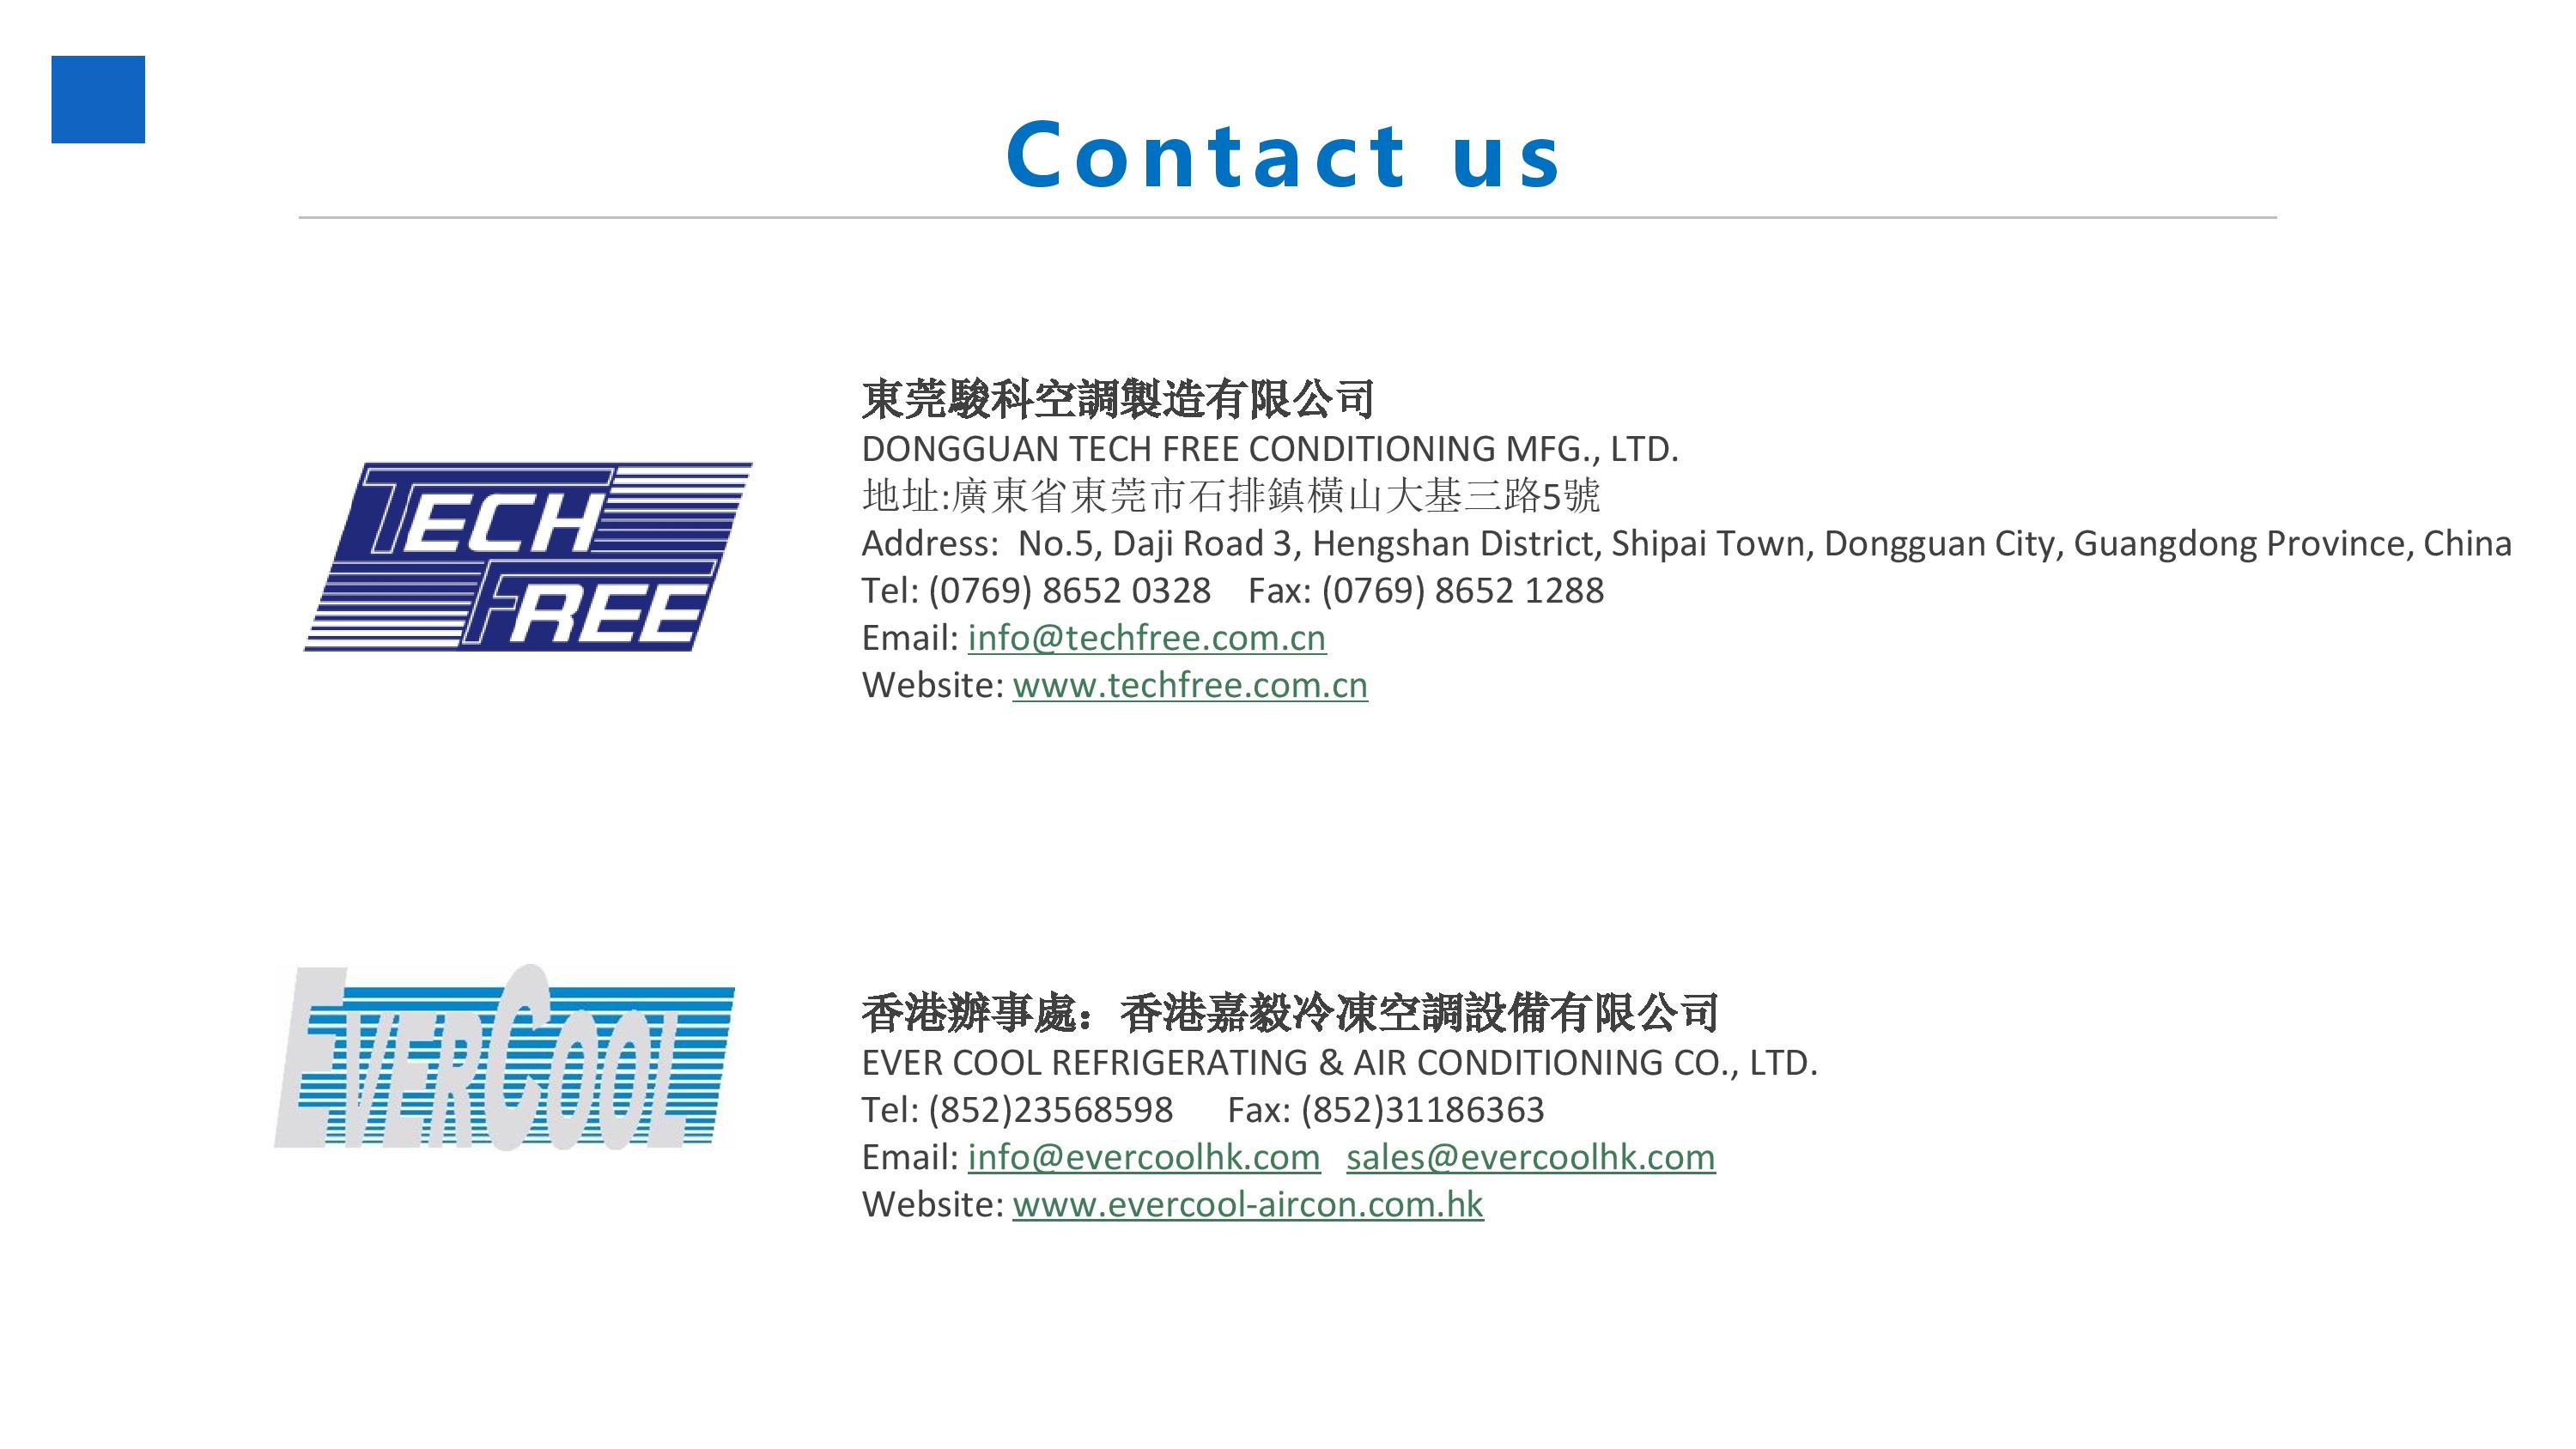 Contact us
TECH
FREE
東莞駿科空調製造有限公司
DONGGUAN TECH FREE CONDITIONING MFG., LTD.
地址:廣東省東莞市石排鎮橫山大基三路5號
Address:  No.5, Daji Road 3, Hengshan District, Shipai Town, Dongguan City, Guangdong Province, China
Tel: (0769) 8652 0328    Fax: (0769) 8652 1288
Email: info@techfree.com.cn
Website: www.techfree.com.cn
EVERCOOL
香港辦事處：香港嘉毅冷凍空調設備有限公司
EVER COOL REFRIGERATING & AIR CONDITIONING CO., LTD.
Tel: (852)23568598      Fax: (852)31186363
Email: info@evercoolhk.com   sales@evercoolhk.com
Website: www.evercool-aircon.com.hk